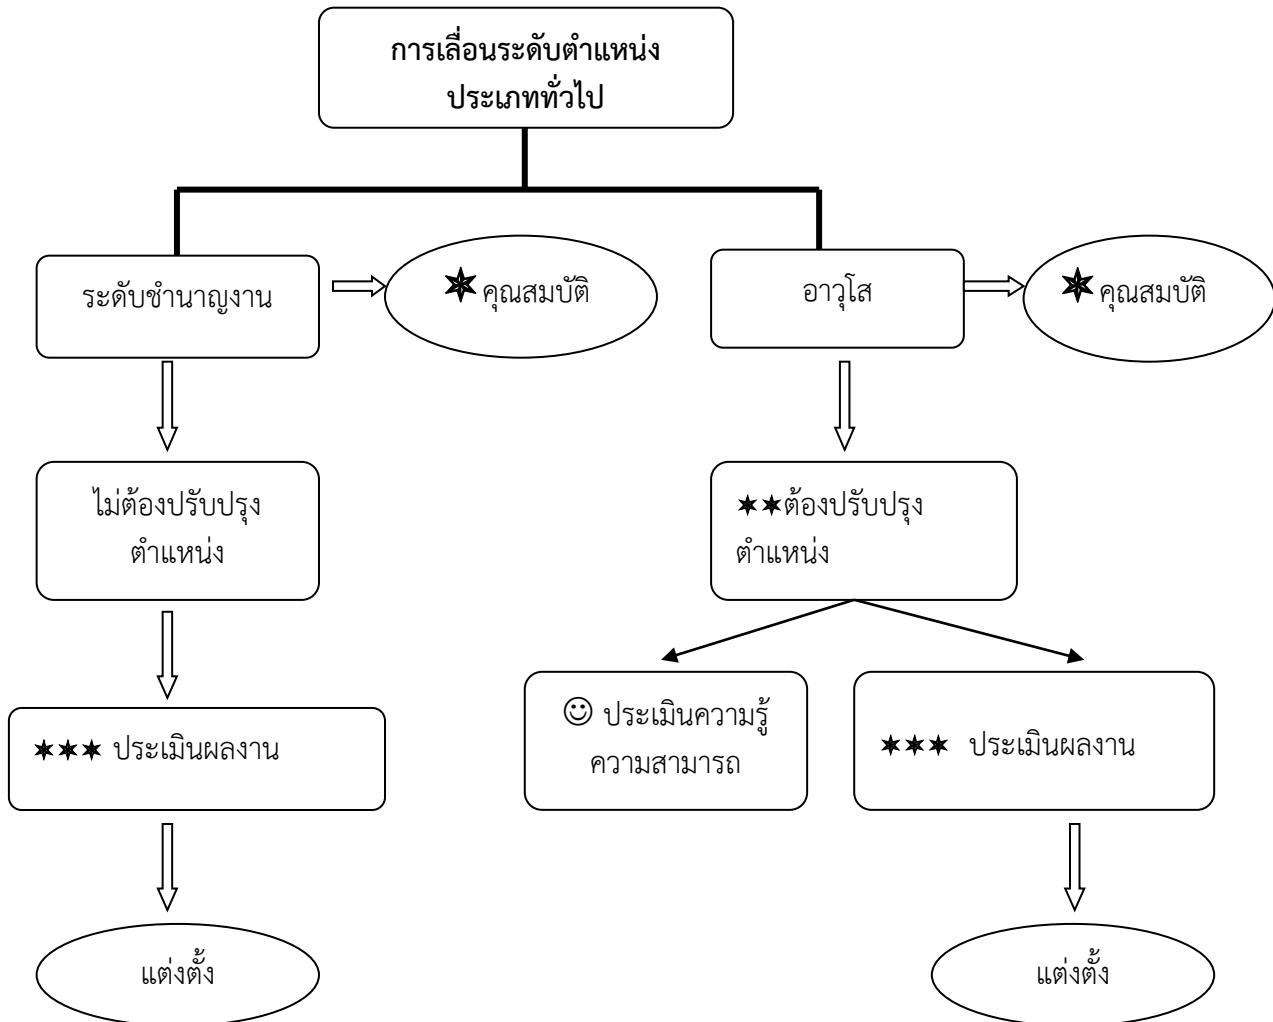 การเลื่อนระดับตำแหน่ง
ประเภททั่วไป
ระดับชำนาญงาน
✶ คุณสมบัติ
อาวุโส
✶ คุณสมบัติ
ไม่ต้องปรับปรุง
ตำแหน่ง
✶✶ต้องปรับปรุง
ตำแหน่ง
✶✶✶ ประเมินผลงาน
☺ ประเมินความรู้
ความสามารถ
✶✶✶ ประเมินผลงาน
แต่งตั้ง
แต่งตั้ง